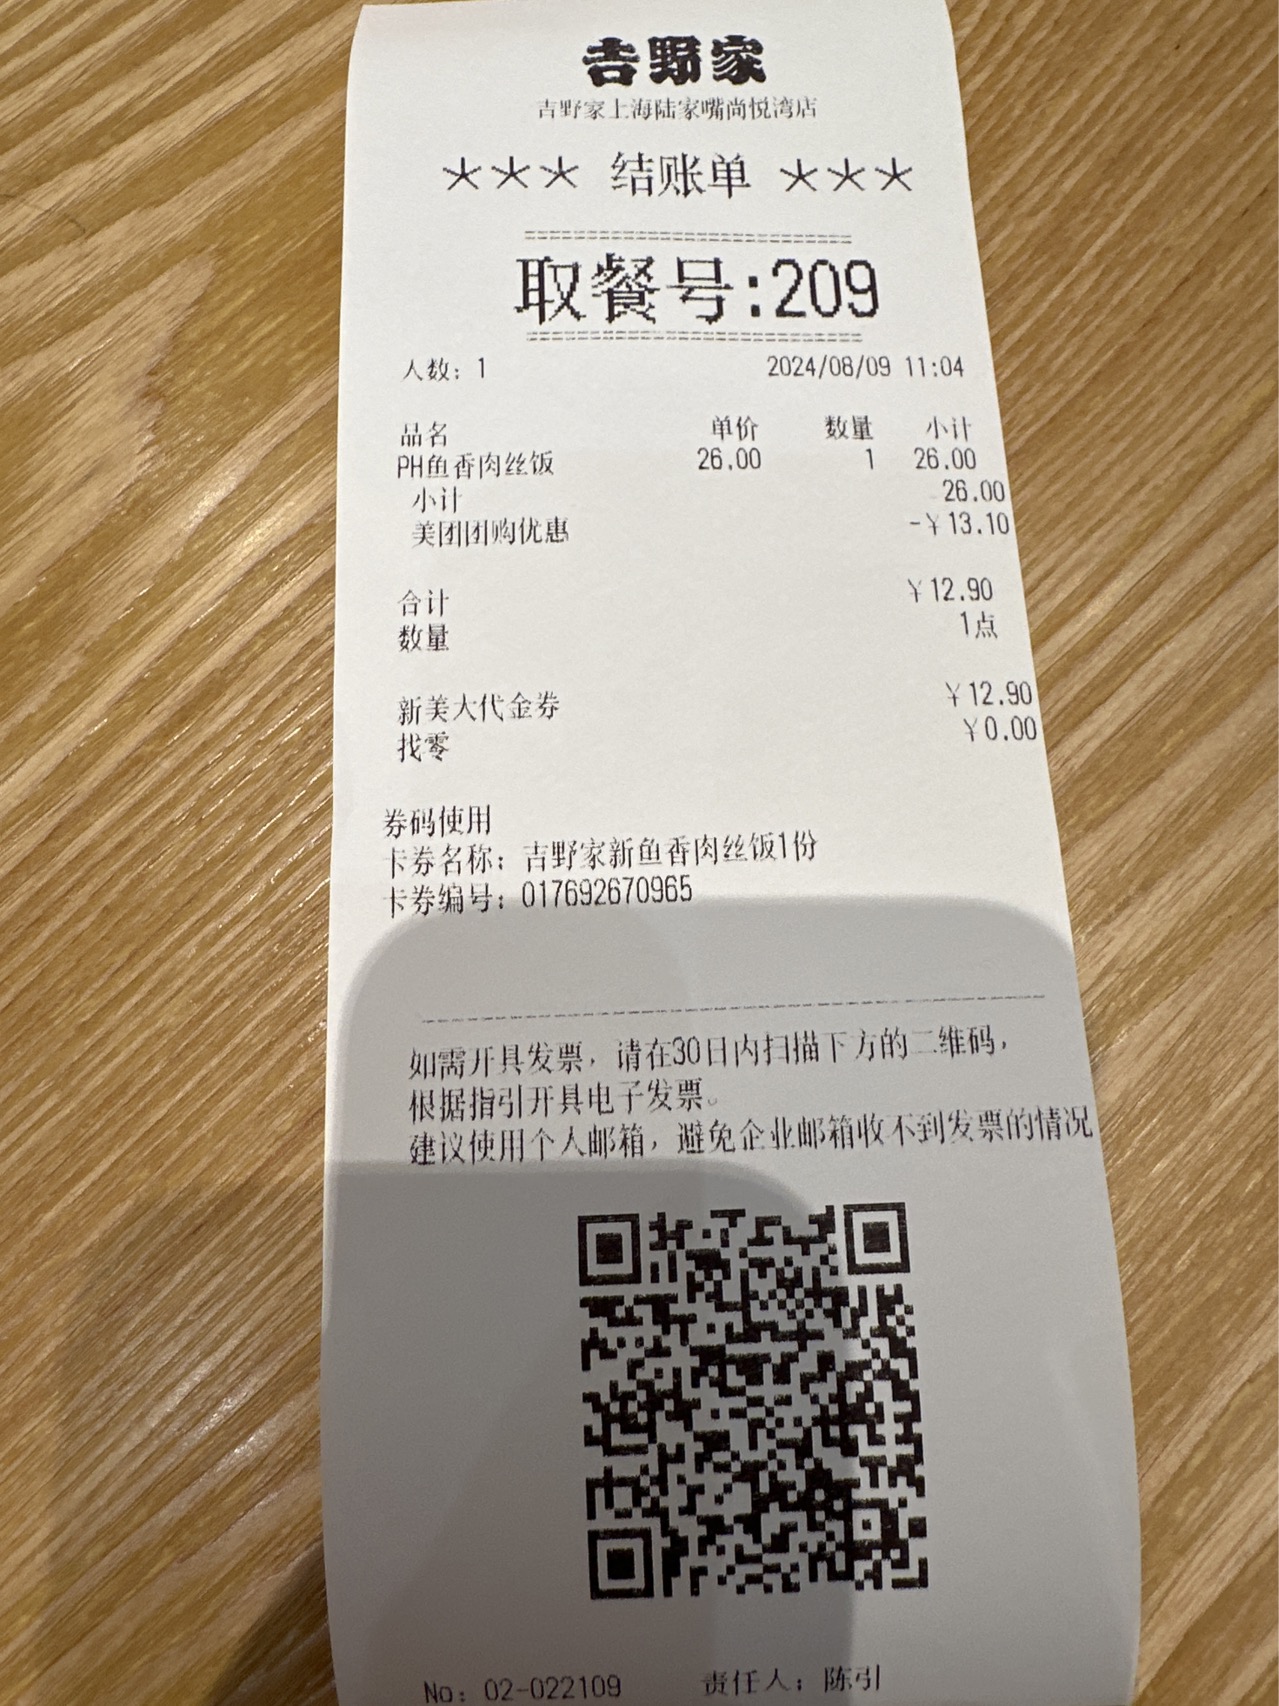 吉野家
吉野家上海陆家嘴尚悦湾店
*** 结账单 ***
取餐号:209
人数: 1 2024/08/09 11:04
品名 单价 数量 小计
PH鱼香肉丝饭 26.00 1 26.00
小计 26.00
美团团购优惠 -¥13.10
合计 ¥12.90
数量 1点
新美大代金券 ¥12.90
找零 ¥0.00
券码使用
卡券名称: 吉野家新鱼香肉丝饭1份
卡券编号: 017692670965
如需开具发票，请在30日内扫描下方的二维码，
根据指引开具电子发票。
建议使用个人邮箱，避免企业邮箱收不到发票的情况
No: 02-022109 责任人: 陈引